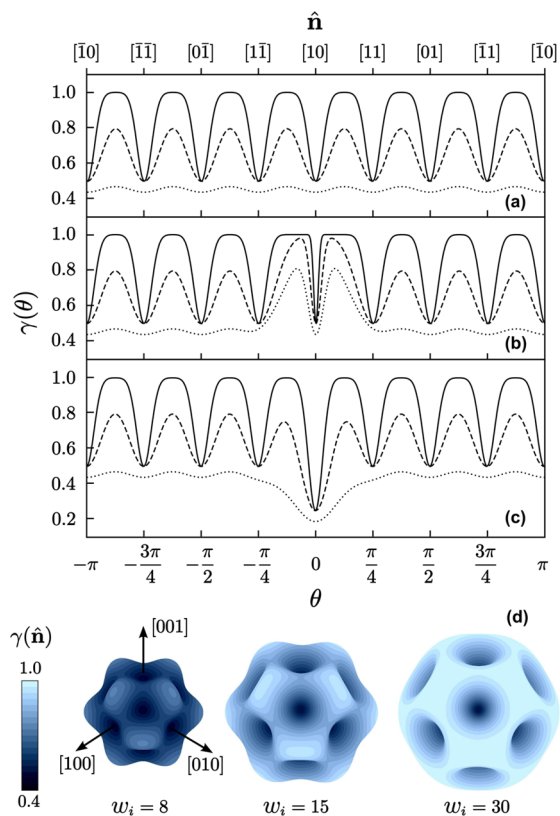 n̂
[1̄0] [1̄1̄] [01̄] [11̄] [10] [11] [01] [1̄1] [1̄0]
1.0
0.8
0.6
0.4
(a)
1.0
0.8
0.6
0.4
(b)
γ(θ)
1.0
0.8
0.6
0.4
0.2
(c)
−π −3π/4 −π/2 −π/4 0 π/4 π/2 3π/4 π
θ
(d)
γ(n̂)
1.0
0.4
[001]
[100] [010]
w_i = 8 w_i = 15 w_i = 30